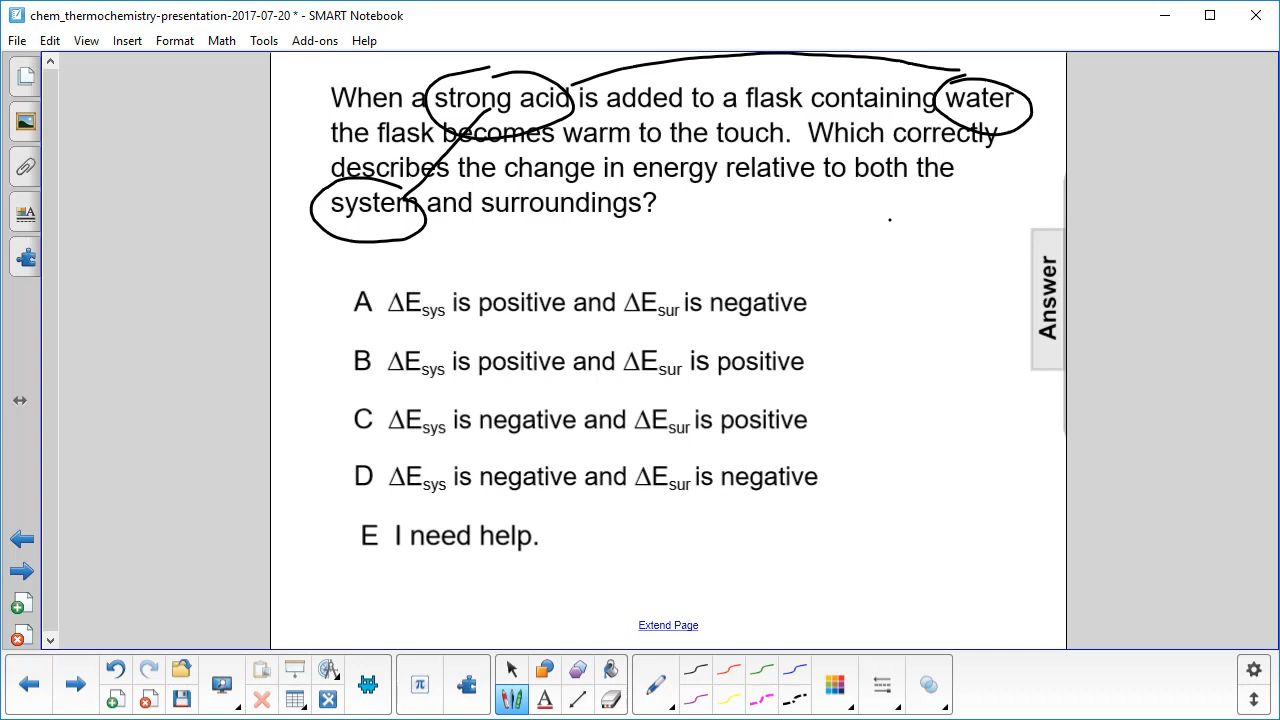 chem_thermochemistry-presentation-2017-07-20 * - SMART Notebook
File Edit View Insert Format Math Tools Add-ons Help
When a strong acid is added to a flask containing water
the flask becomes warm to the touch. Which correctly
describes the change in energy relative to both the
system and surroundings?
Answer
A ΔEsys is positive and ΔEsur is negative
B ΔEsys is positive and ΔEsur is positive
C ΔEsys is negative and ΔEsur is positive
D ΔEsys is negative and ΔEsur is negative
E I need help.
Extend Page
π
A